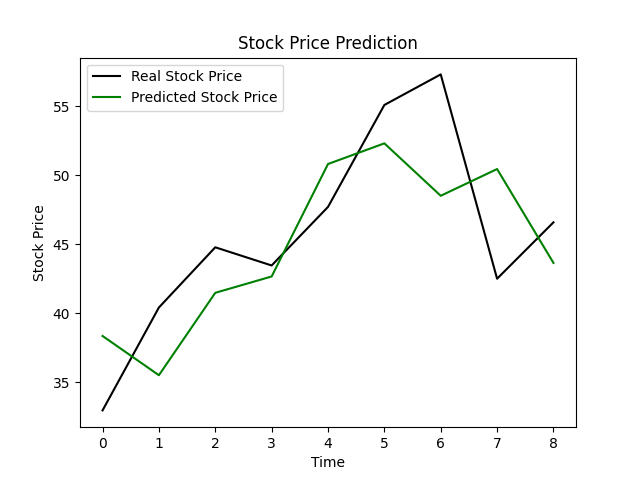 Stock Price Prediction
Real Stock Price
Predicted Stock Price
55
50
45
40
35
Stock Price
0 1 2 3 4 5 6 7 8
Time